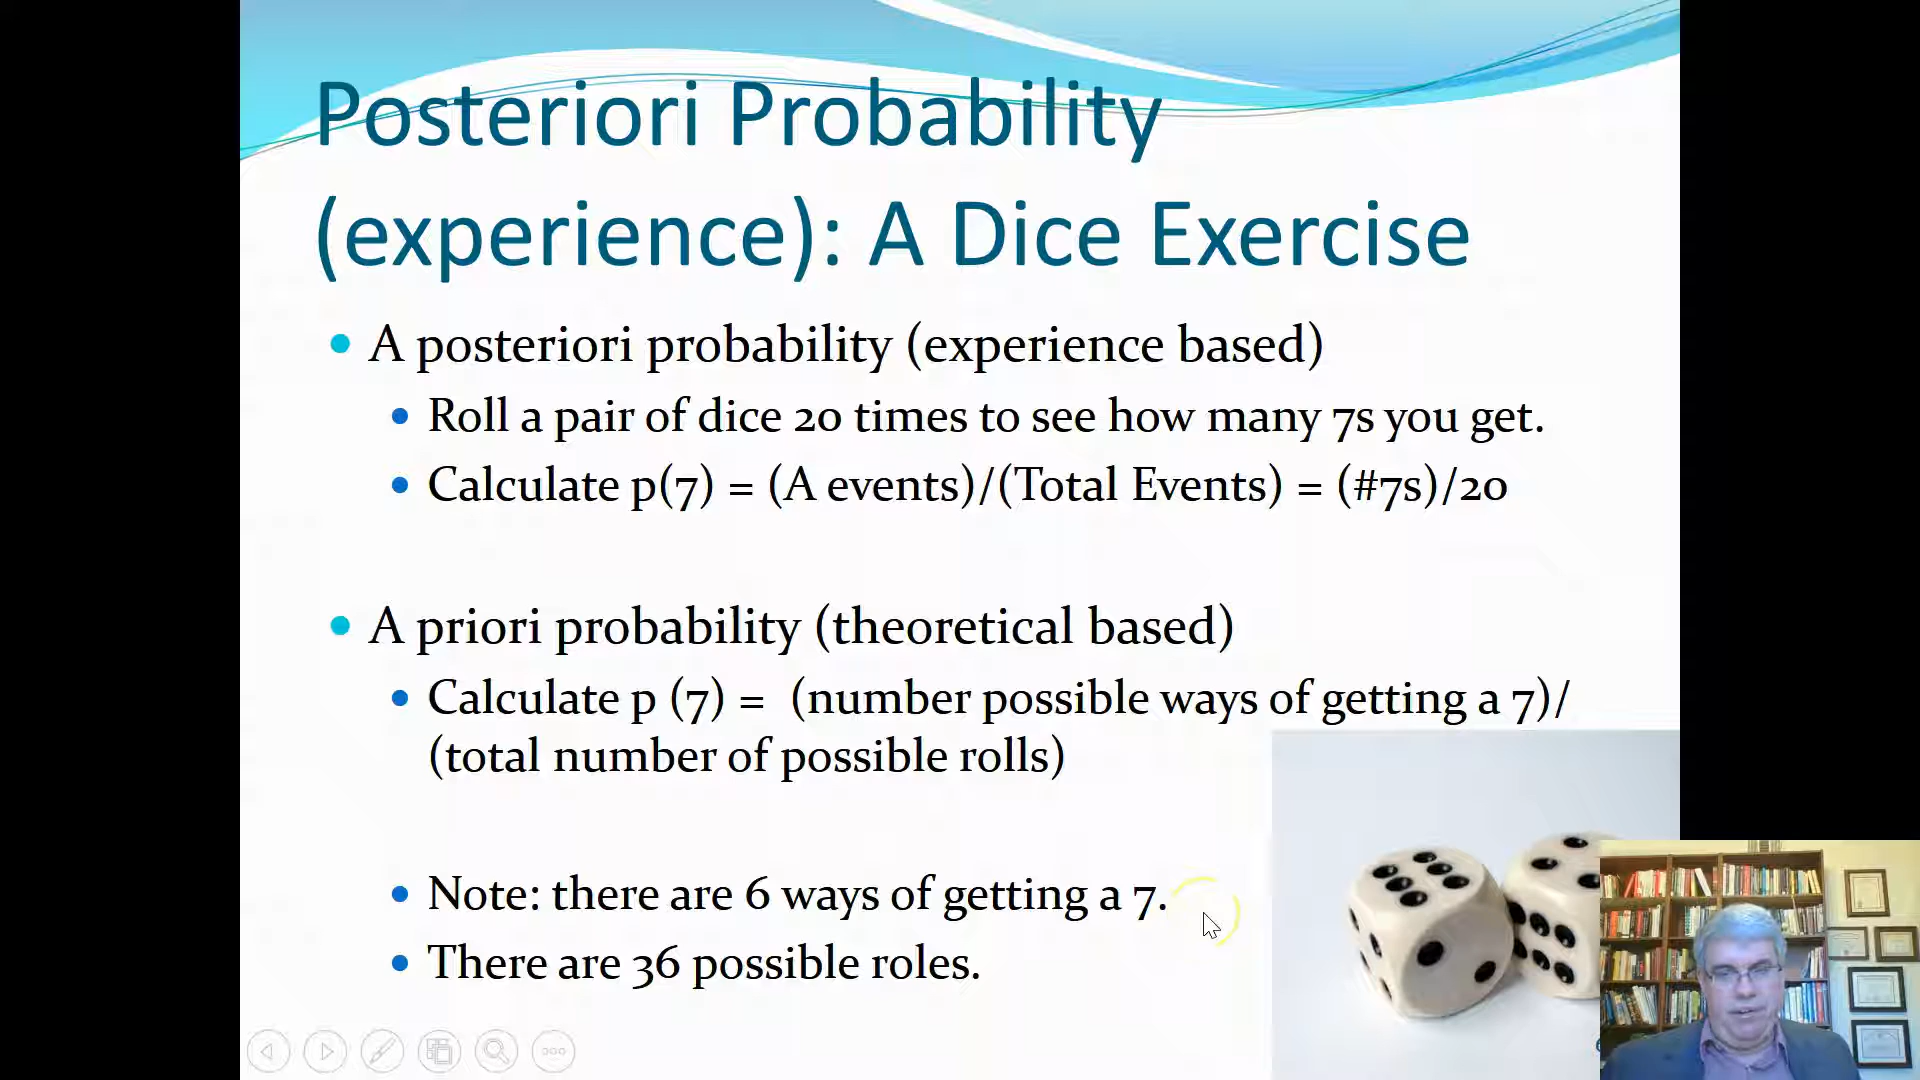 Posteriori Probability
(experience): A Dice Exercise
A posteriori probability (experience based)
Roll a pair of dice 20 times to see how many 7s you get.
Calculate p(7) = (A events)/(Total Events) = (#7s)/20
A priori probability (theoretical based)
Calculate p (7) = (number possible ways of getting a 7)/
(total number of possible rolls)
Note: there are 6 ways of getting a 7.
There are 36 possible roles.